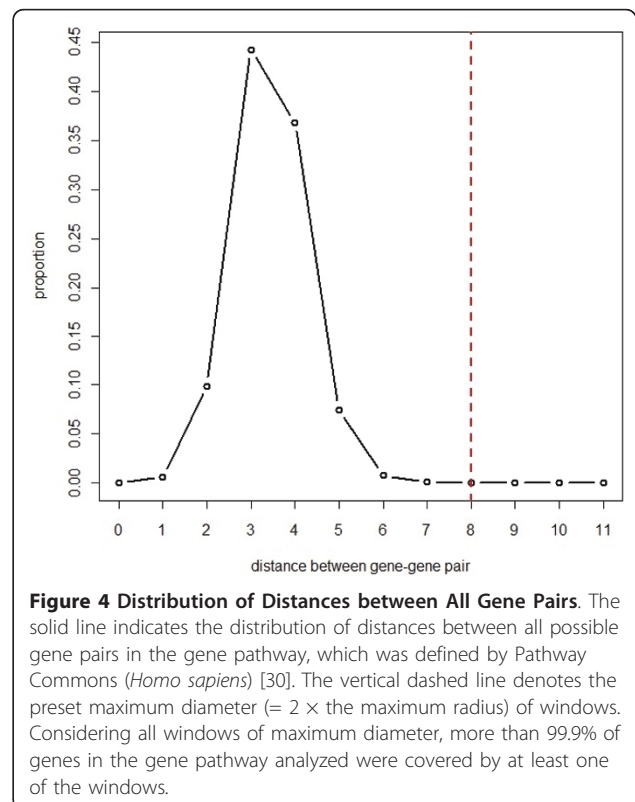 0.45
0.40
0.35
0.30
0.25
0.20
0.15
0.10
0.05
0.00
proportion
0 1 2 3 4 5 6 7 8 9 10 11
distance between gene-gene pair
Figure 4 Distribution of Distances between All Gene Pairs. The
solid line indicates the distribution of distances between all possible
gene pairs in the gene pathway, which was defined by Pathway
Commons (Homo sapiens) [30]. The vertical dashed line denotes the
preset maximum diameter (= 2 × the maximum radius) of windows.
Considering all windows of maximum diameter, more than 99.9% of
genes in the gene pathway analyzed were covered by at least one
of the windows.